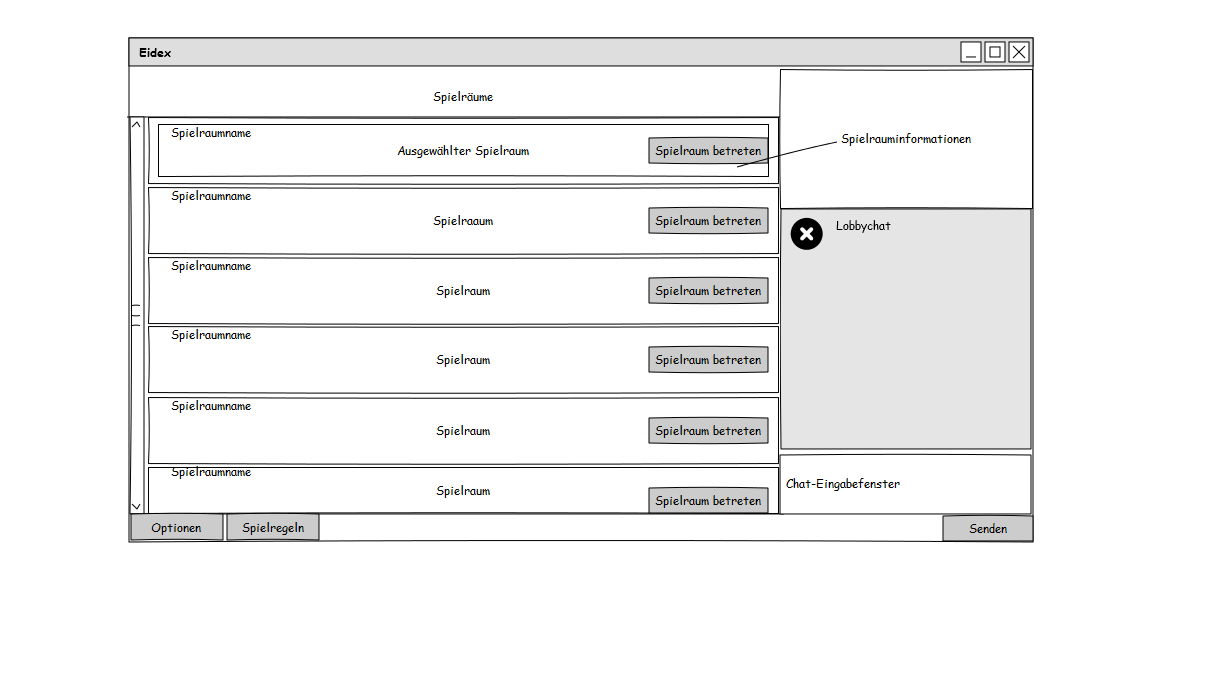 Eidex
Spielräume
Spielraumname
Ausgewählter Spielraum
Spielraum betreten
Spielrauminformationen
Spielraumname
Spielraaum
Spielraum betreten
Lobbychat
Spielraumname
Spielraum
Spielraum betreten
Spielraumname
Spielraum
Spielraum betreten
Spielraumname
Spielraum
Spielraum betreten
Spielraumname
Spielraum
Spielraum betreten
Chat-Eingabefenster
Optionen
Spielregeln
Senden